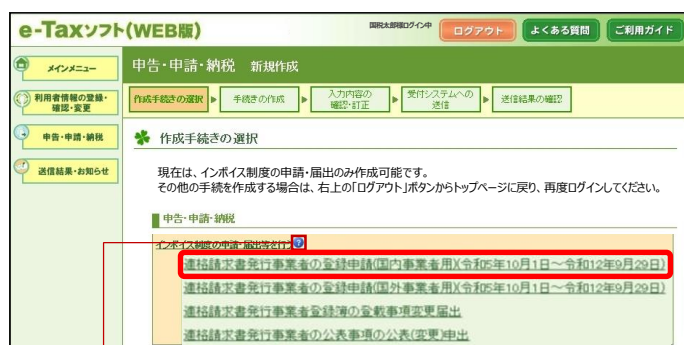 e-Taxソフト(WEB版)
国税太郎様ログイン中
ログアウト
よくある質問
ご利用ガイド
メインメニュー
利用者情報の登録・
確認・変更
申告・申請・納税
送信結果・お知らせ
申告・申請・納税 新規作成
作成手続きの選択
手続きの作成
入力内容の
確認・訂正
受付システムへの
送信
送信結果の確認
作成手続きの選択
現在は、インボイス制度の申請・届出のみ作成可能です。
その他の手続を作成する場合は、右上の「ログアウト」ボタンからトップページに戻り、再度ログインしてください。
申告・申請・納税
インボイス制度の申請・届出等を行う
適格請求書発行事業者の登録申請(国内事業者用)(令和5年10月1日～令和12年9月29日)
適格請求書発行事業者の登録申請(国外事業者用)(令和5年10月1日～令和12年9月29日)
適格請求書発行事業者登録簿の登載事項変更届出
適格請求書発行事業者の公表事項の公表(変更)申出